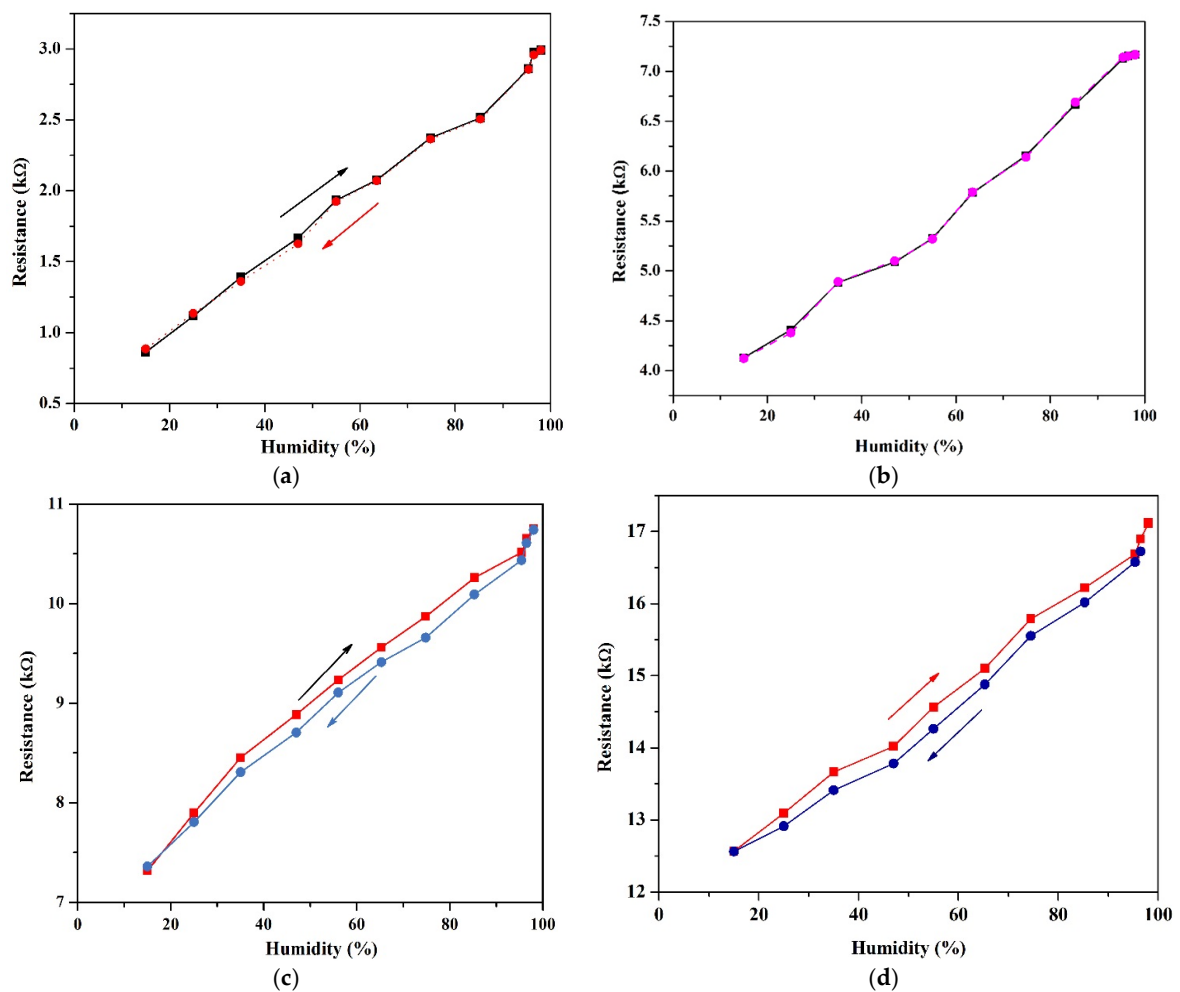 3.0
2.5
2.0
1.5
1.0
0.5
Resistance (kΩ)
0 20 40 60 80 100
Humidity (%)
(a)
7.5
7.0
6.5
6.0
5.5
5.0
4.5
4.0
Resistance (kΩ)
0 20 40 60 80 100
Humidity (%)
(b)
11
10
9
8
7
Resistance (kΩ)
0 20 40 60 80 100
Humidity (%)
(c)
17
16
15
14
13
12
Resistance (kΩ)
0 20 40 60 80 100
Humidity (%)
(d)